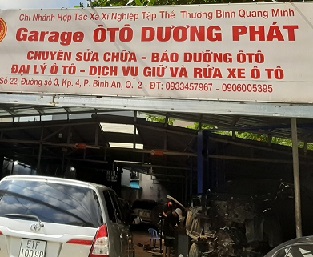 Chi Nhánh Hợp Tác Xã Xí Nghiệp Tập Thể Thương Binh Quang Minh
Garage ÔTÔ DƯƠNG PHÁT
CHUYÊN SỬA CHỮA - BẢO DƯỠNG ÔTÔ
ĐẠI LÝ Ô TÔ - DỊCH VỤ GIỮ VÀ RỬA XE Ô TÔ
Số 22, Đường số 3, Kp. 4, P. Bình An, Q. 2, ĐT: 0933457967 - 0906005395